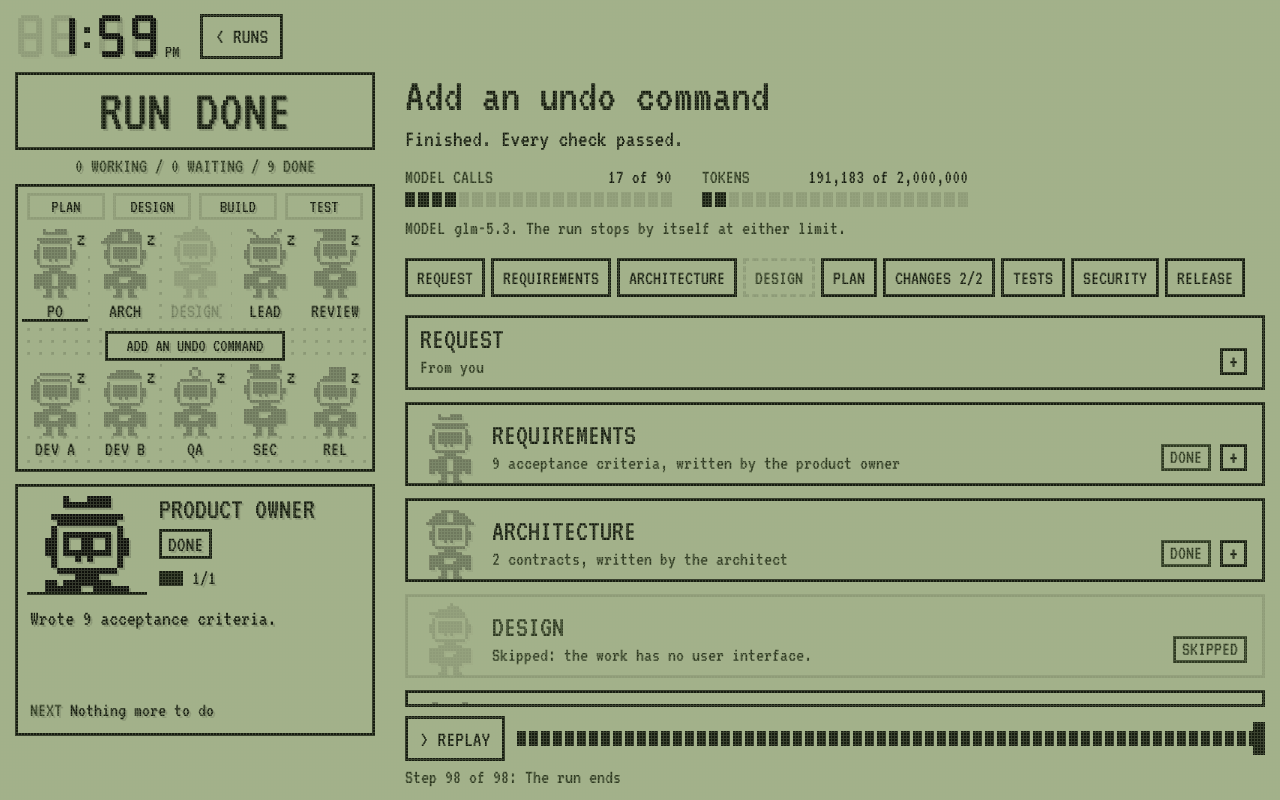 1:59 PM
< RUNS
RUN DONE
0 WORKING / 0 WAITING / 9 DONE
PLAN DESIGN BUILD TEST
Z Z Z Z
PO ARCH DESIGN LEAD REVIEW
ADD AN UNDO COMMAND
Z Z Z Z Z
DEV A DEV B QA SEC REL
PRODUCT OWNER
DONE
1/1
Wrote 9 acceptance criteria.
NEXT Nothing more to do
Add an undo command
Finished. Every check passed.
MODEL CALLS 17 of 90 TOKENS 191,183 of 2,000,000
MODEL glm-5.3. The run stops by itself at either limit.
REQUEST REQUIREMENTS ARCHITECTURE DESIGN PLAN CHANGES 2/2 TESTS SECURITY RELEASE
REQUEST
From you
+
REQUIREMENTS
9 acceptance criteria, written by the product owner
DONE +
ARCHITECTURE
2 contracts, written by the architect
DONE +
DESIGN
Skipped: the work has no user interface.
SKIPPED
> REPLAY
Step 98 of 98: The run ends